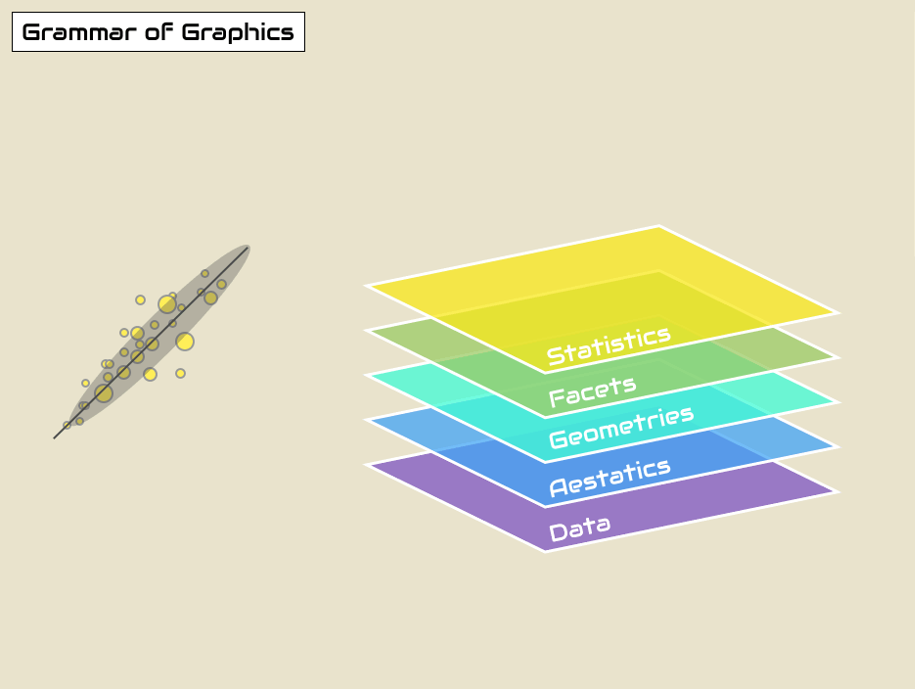 Grammar of Graphics
Statistics
Facets
Geometries
Aestatics
Data